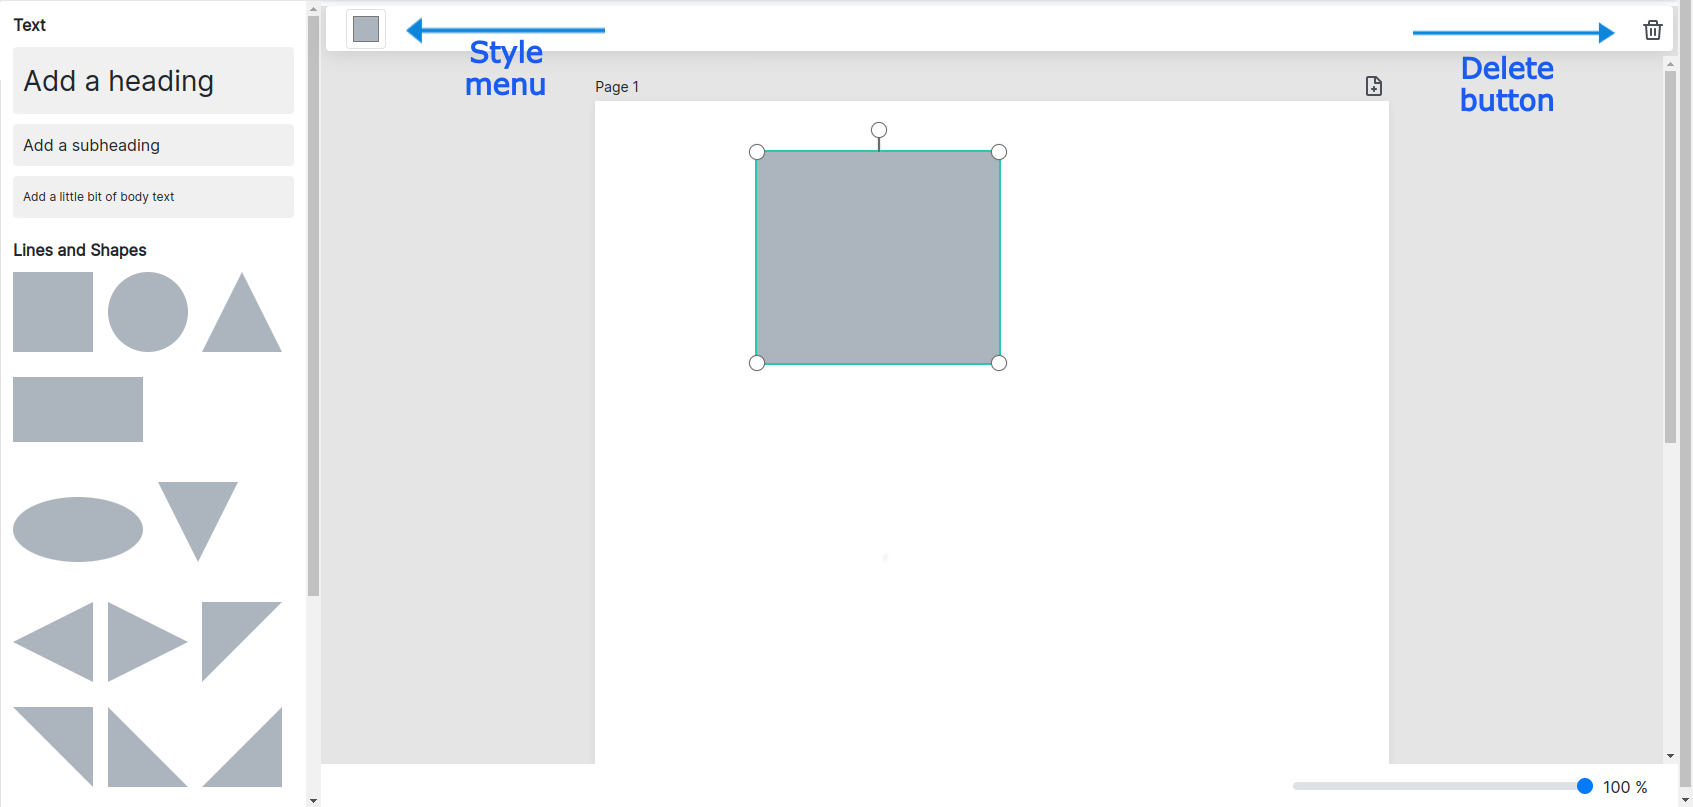 Text
Add a heading
Add a subheading
Add a little bit of body text
Lines and Shapes
Style
menu
Delete
button
Page 1
100 %